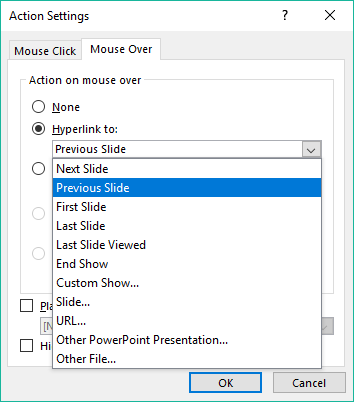 Action Settings ? ×
Mouse Click Mouse Over
Action on mouse over
None
Hyperlink to:
Previous Slide
Next Slide
Previous Slide
First Slide
Last Slide
Last Slide Viewed
End Show
Custom Show...
Slide...
URL...
Other PowerPoint Presentation...
Other File...
OK Cancel